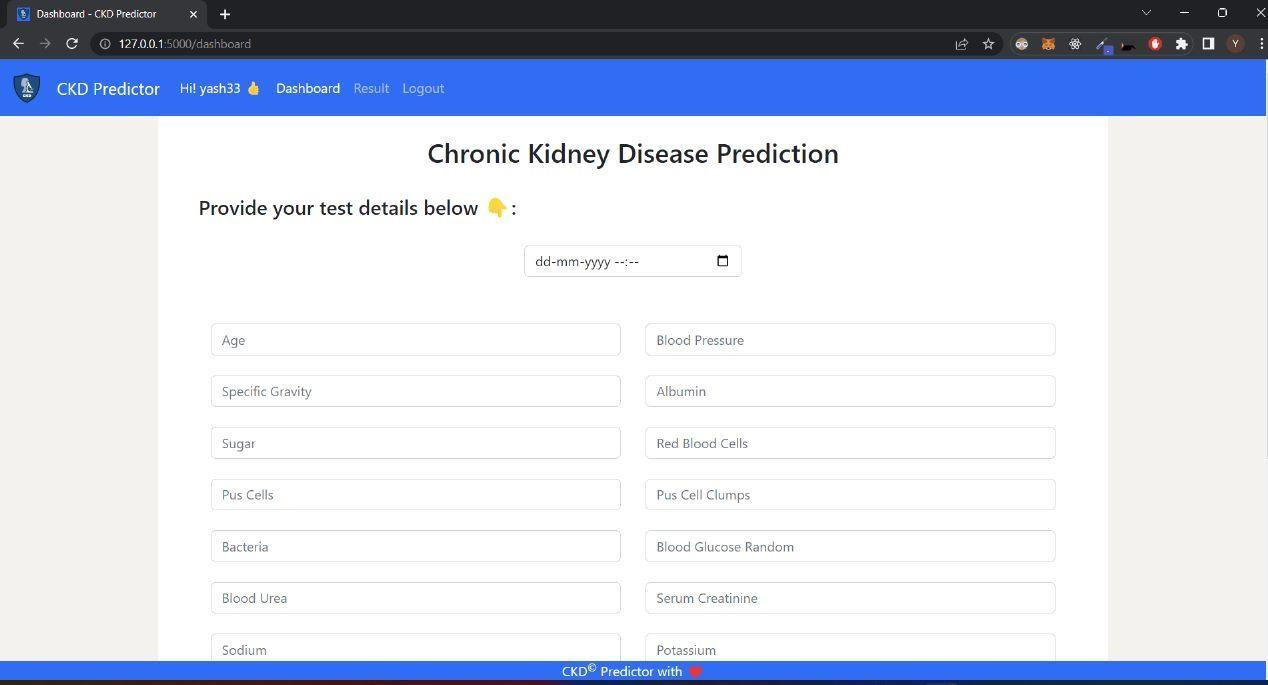 Dashboard - CKD Predictor
127.0.0.1:5000/dashboard
Y
CKD Predictor Hi! yash33 👍 Dashboard Result Logout
Chronic Kidney Disease Prediction
Provide your test details below 👇 :
dd-mm-yyyy --:--
Age Blood Pressure
Specific Gravity Albumin
Sugar Red Blood Cells
Pus Cells Pus Cell Clumps
Bacteria Blood Glucose Random
Blood Urea Serum Creatinine
Sodium Potassium
CKD© Predictor with ❤️